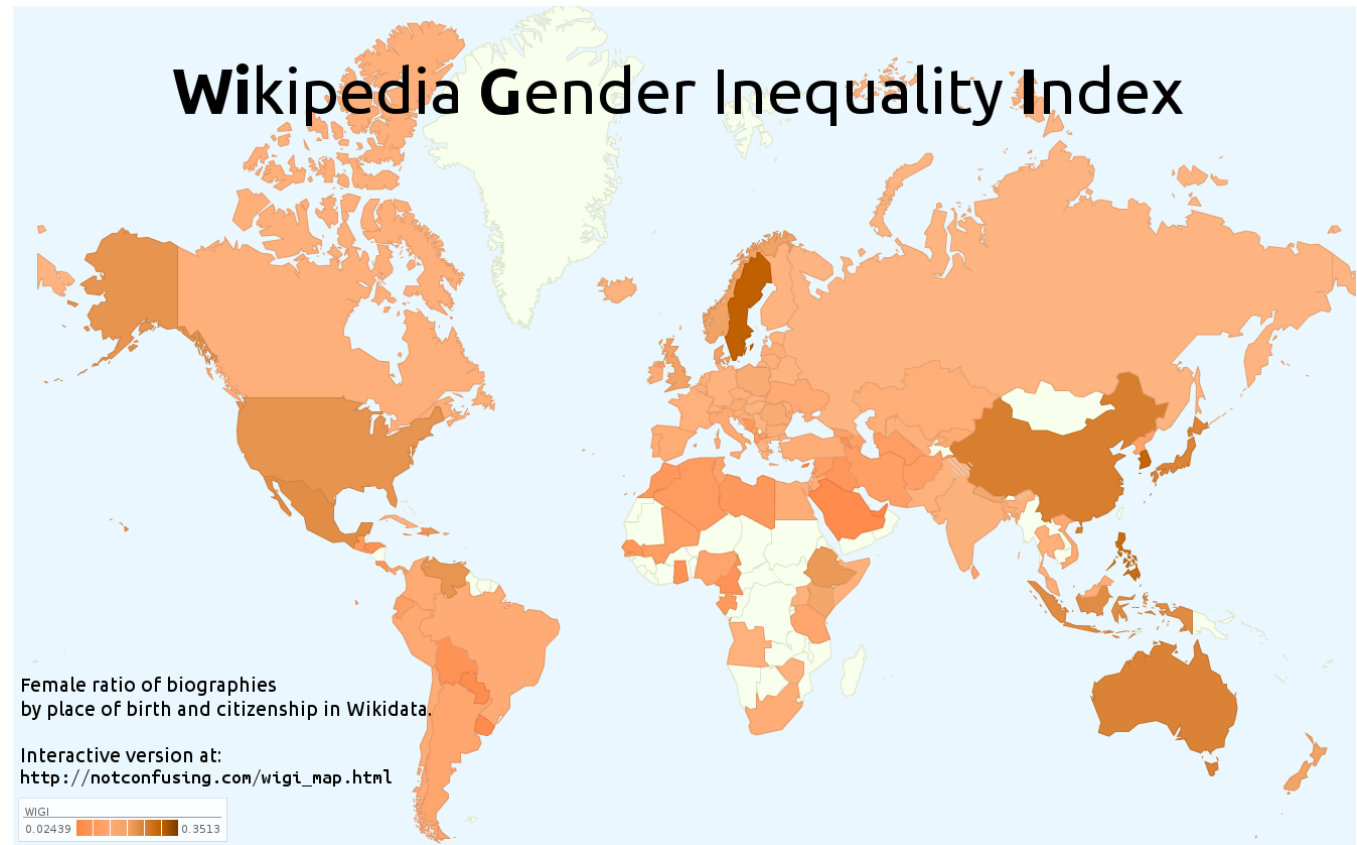 Wikipedia Gender Inequality Index
Female ratio of biographies
by place of birth and citizenship in Wikidata.
Interactive version at:
http://notconfusing.com/wigi_map.html
WIGI
0.02439 0.3513